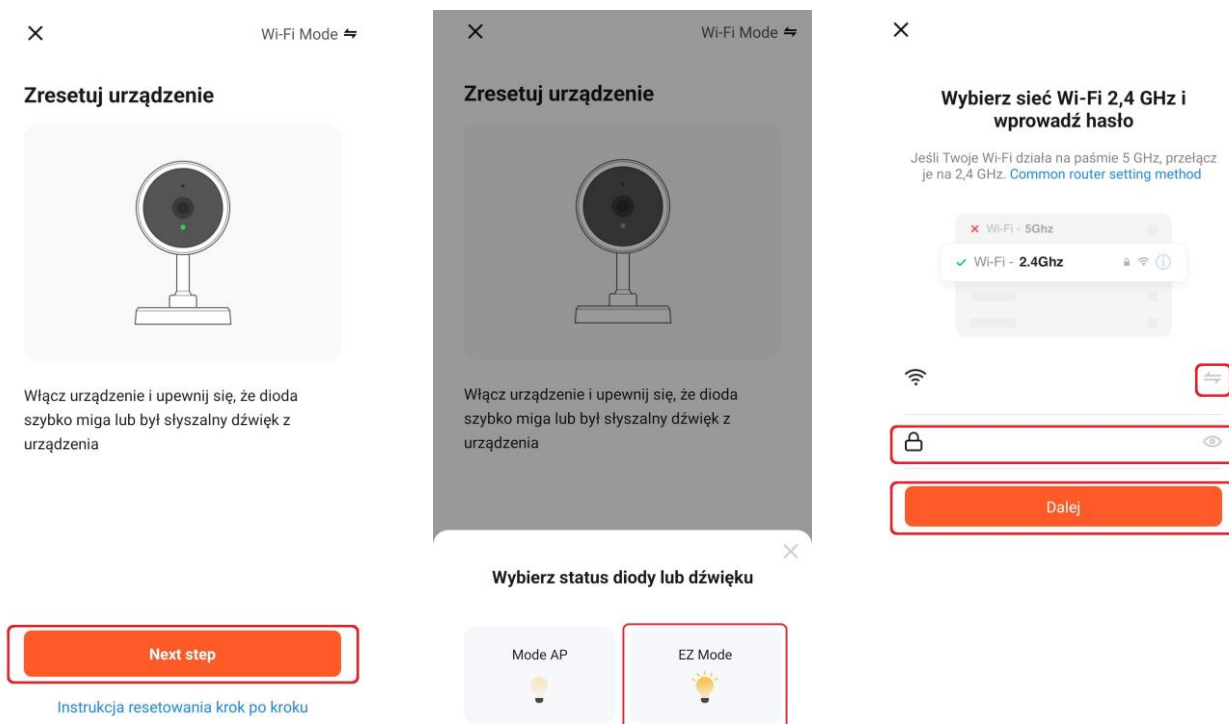 Wi-Fi Mode
Zresetuj urządzenie
Włącz urządzenie i upewnij się, że dioda
szybko miga lub był słyszalny dźwięk z
urządzenia
Next step
Instrukcja resetowania krok po kroku
Wi-Fi Mode
Zresetuj urządzenie
Włącz urządzenie i upewnij się, że dioda
szybko miga lub był słyszalny dźwięk z
urządzenia
Wybierz status diody lub dźwięku
Mode AP
EZ Mode
Wybierz sieć Wi-Fi 2,4 GHz i
wprowadź hasło
Jeśli Twoje Wi-Fi działa na paśmie 5 GHz, przełącz
je na 2,4 GHz. Common router setting method
Wi-Fi - 5Ghz
Wi-Fi - 2.4Ghz
Dalej